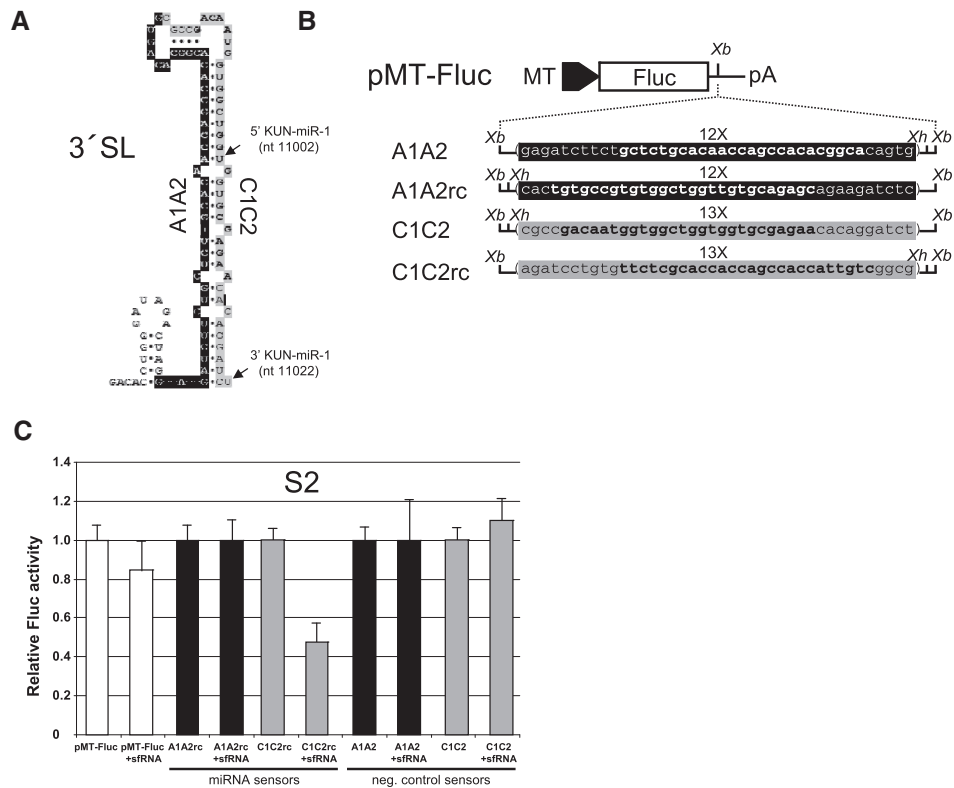 A
B
3´SL
A1A2
C1C2
5' KUN-miR-1
(nt 11002)
3' KUN-miR-1
(nt 11022)
GACAC
pMT-Fluc
MT
Fluc
Xb
pA
Xb 12X Xh Xb
A1A2 (gagatcttctgctctgcacaaccagccacacggcacagtg)
Xb Xh 12X Xb
A1A2rc (cactgtgccgtgtggctggttgtgcagagcagaagatctc)
Xb 13X Xh Xb
C1C2 (cgccgacaatggtggctggtggtgcgagaacacaggatct)
Xb 13X Xh Xb
C1C2rc (agatcctgtgttctcgcaccaccagccaccattgtcggcg)
C
S2
Relative Fluc activity
1.4
1.2
1.0
0.8
0.6
0.4
0.2
0
pMT-Fluc
pMT-Fluc +sfRNA
A1A2rc
A1A2rc +sfRNA
C1C2rc
C1C2rc +sfRNA
A1A2
A1A2 +sfRNA
C1C2
C1C2 +sfRNA
miRNA sensors
neg. control sensors